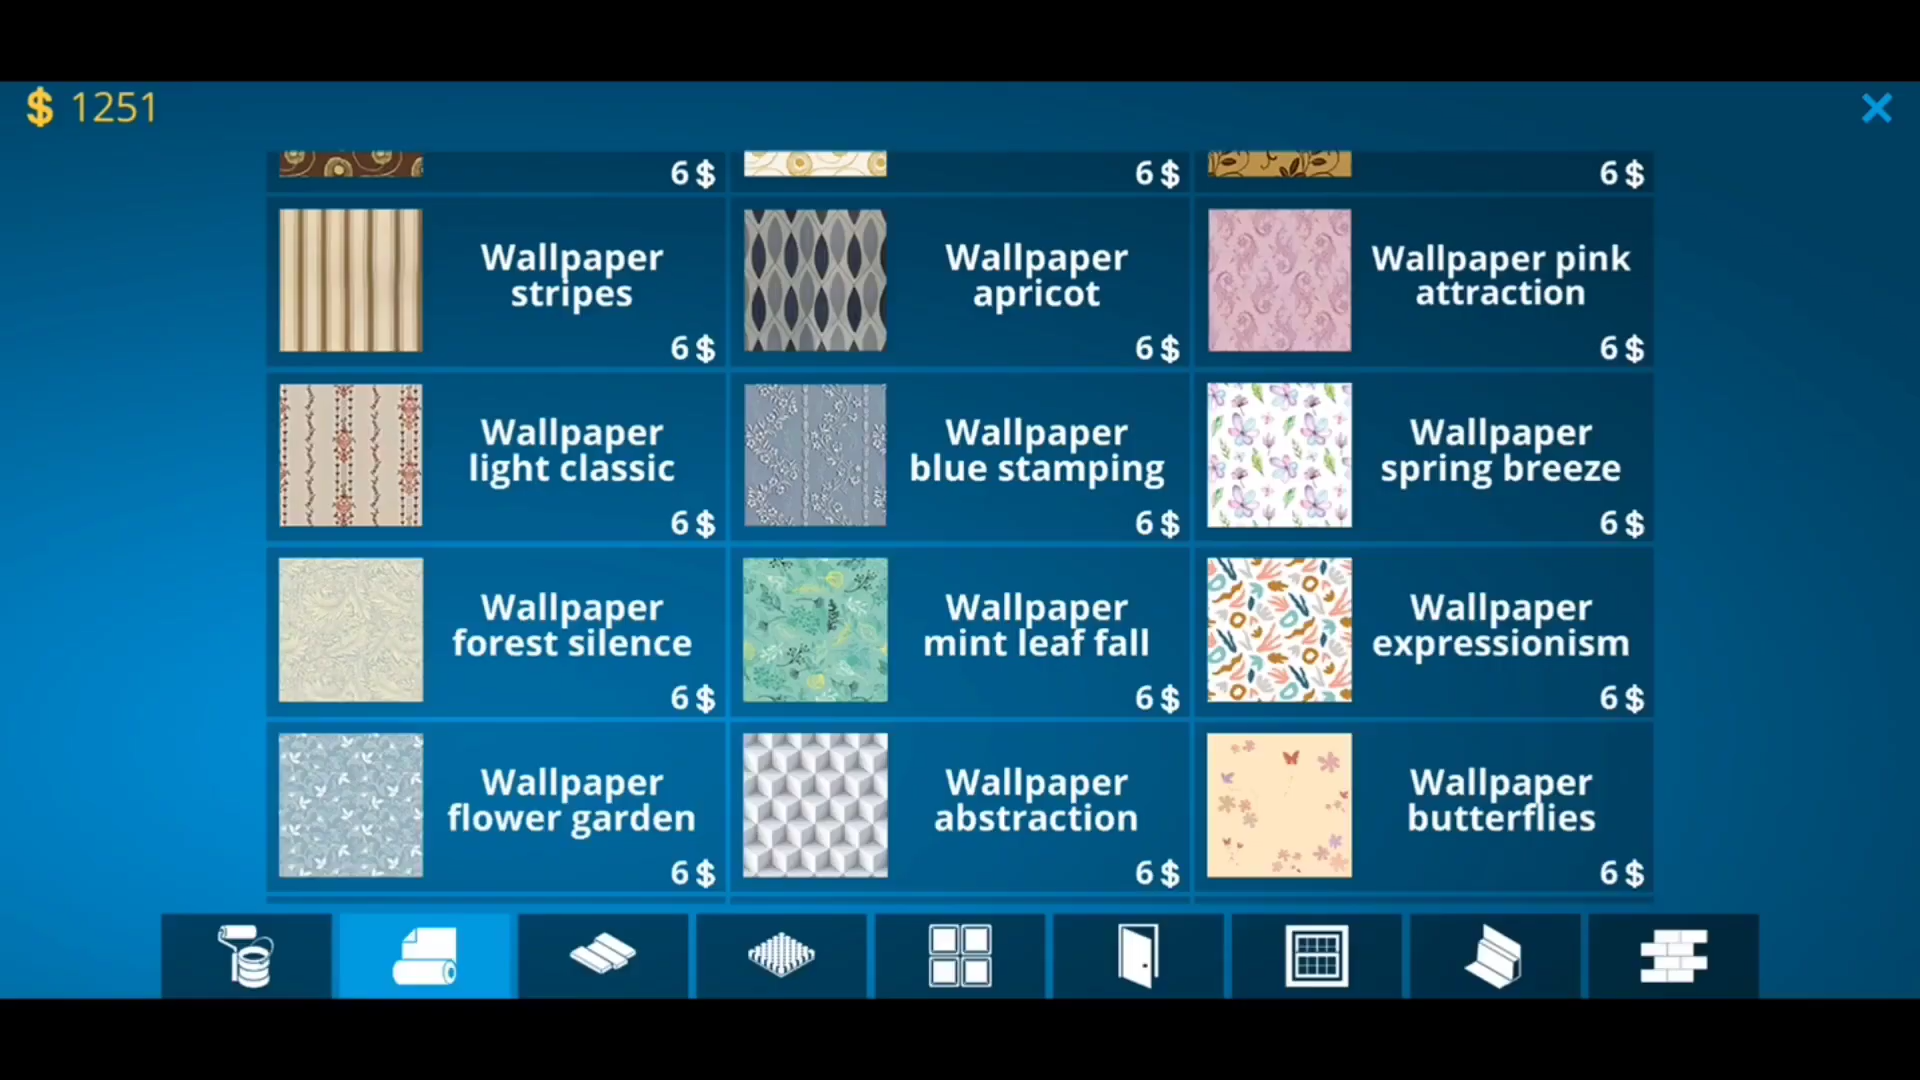 $ 1251
6 $
6 $
6 $
Wallpaper
stripes
6 $
Wallpaper
apricot
6 $
Wallpaper pink
attraction
6 $
Wallpaper
light classic
6 $
Wallpaper
blue stamping
6 $
Wallpaper
spring breeze
6 $
Wallpaper
forest silence
6 $
Wallpaper
mint leaf fall
6 $
Wallpaper
expressionism
6 $
Wallpaper
flower garden
6 $
Wallpaper
abstraction
6 $
Wallpaper
butterflies
6 $